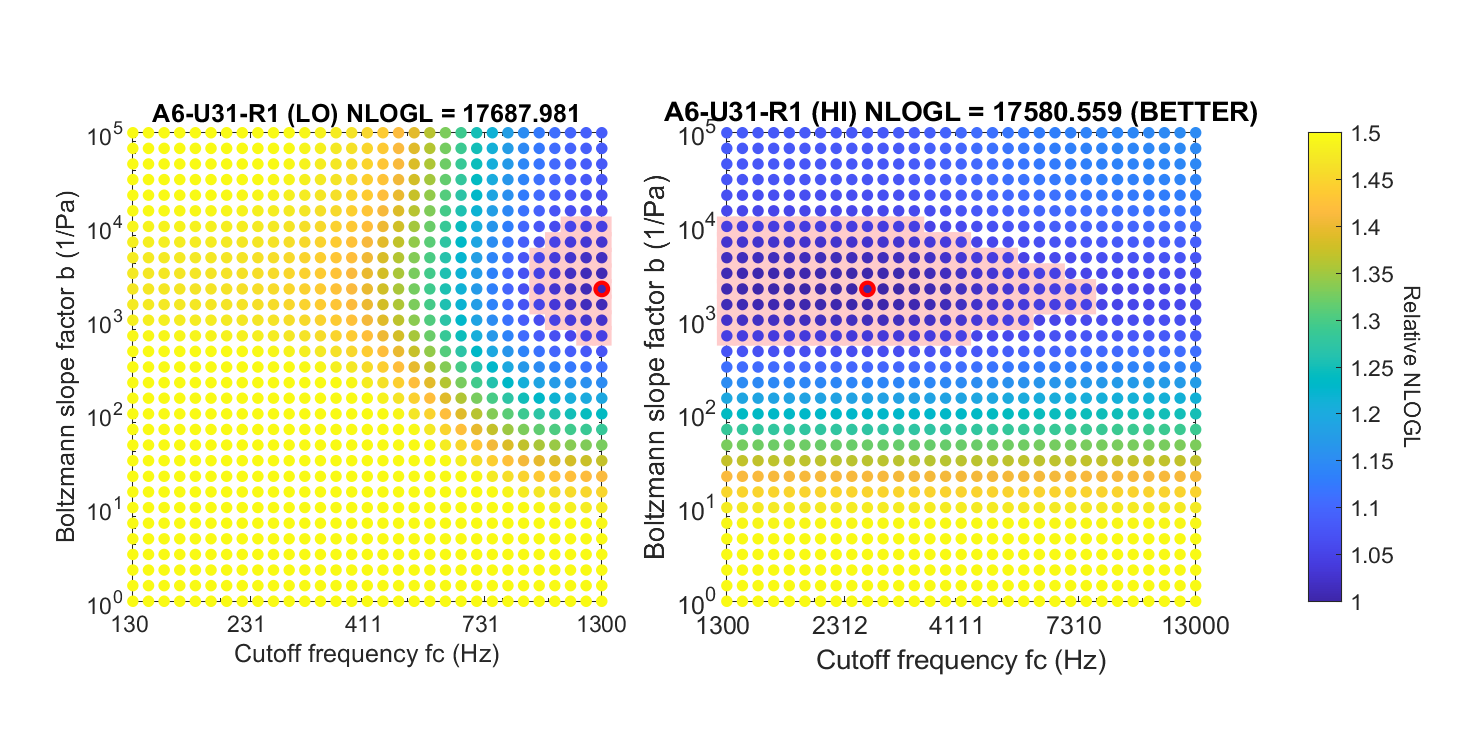 A6-U31-R1 (LO) NLOGL = 17687.981
10^5
10^4
10^3
10^2
10^1
10^0
Boltzmann slope factor b (1/Pa)
130 231 411 731 1300
Cutoff frequency fc (Hz)
A6-U31-R1 (HI) NLOGL = 17580.559 (BETTER)
10^5
10^4
10^3
10^2
10^1
10^0
Boltzmann slope factor b (1/Pa)
1300 2312 4111 7310 13000
Cutoff frequency fc (Hz)
1.5
1.45
1.4
1.35
1.3
1.25
1.2
1.15
1.1
1.05
1
Relative NLOGL